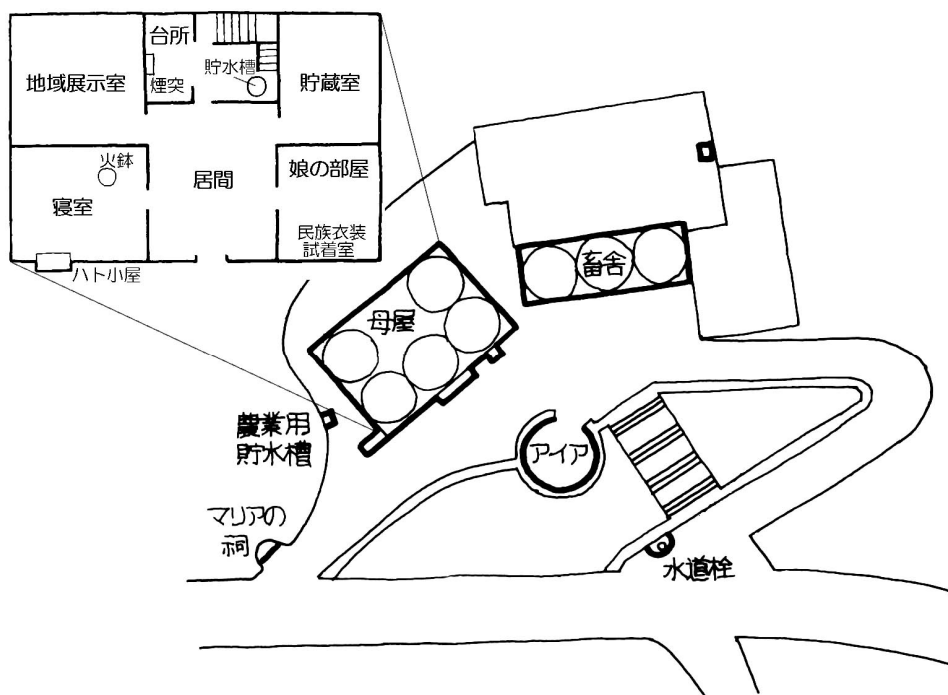 台所
貯水槽
地域展示室
煙突
貯蔵室
火鉢
居間
娘の部屋
寝室
民族衣装
試着室
ハト小屋
畜舎
母屋
農業用
貯水槽
アイア
マリアの
祠
水道栓